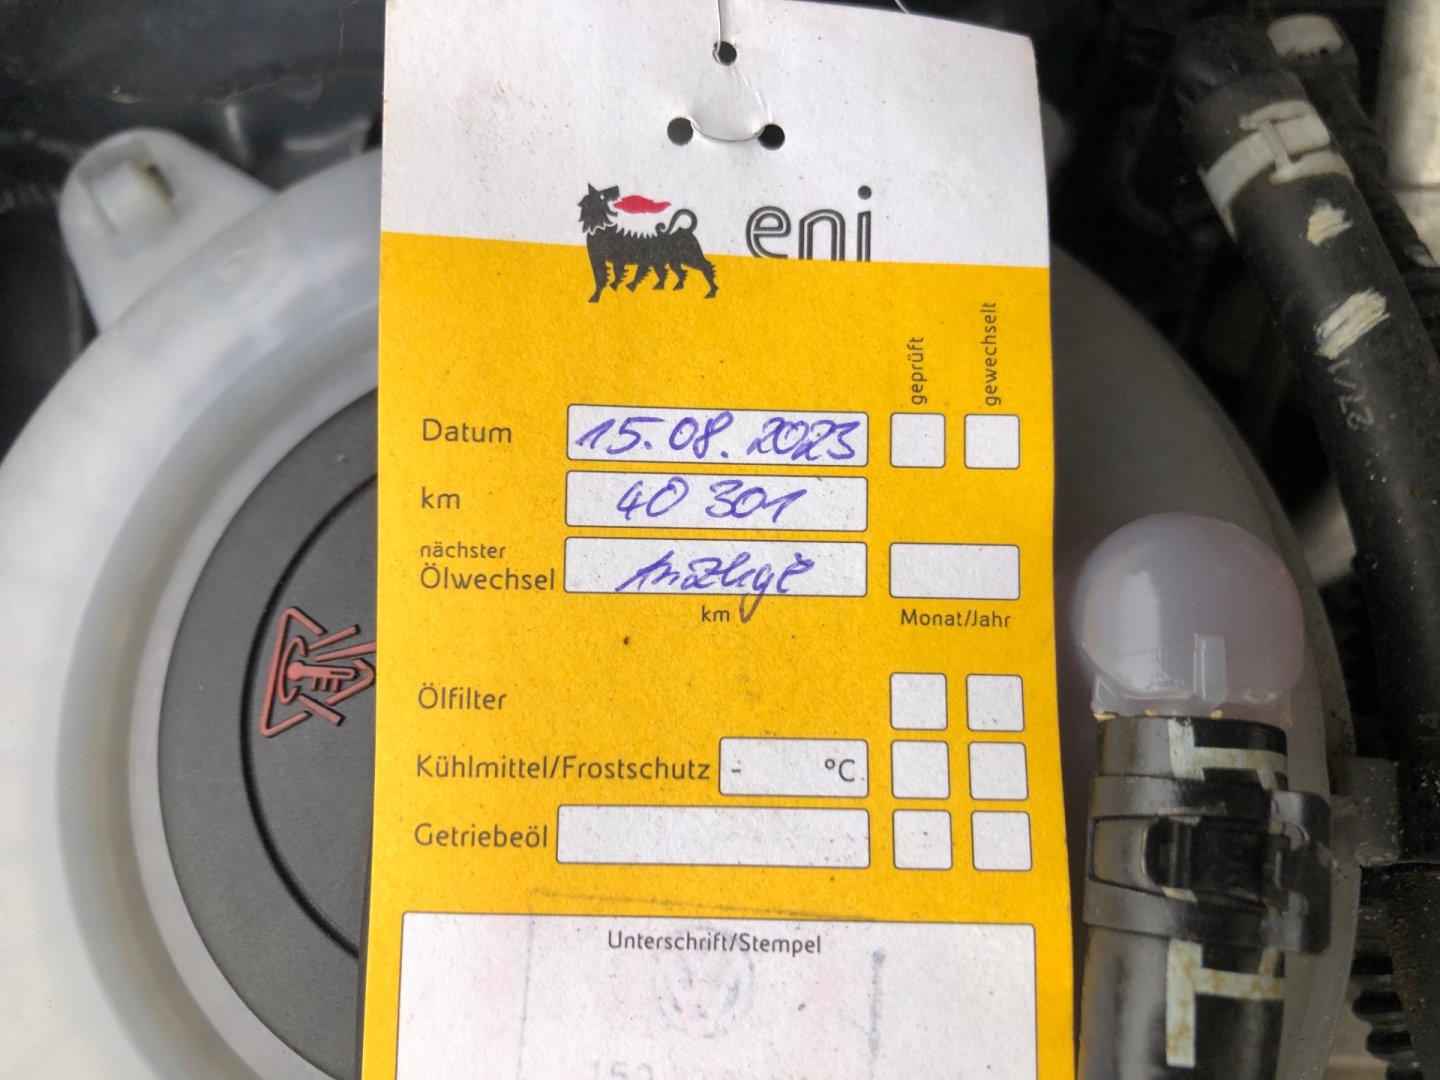 eni
geprüft
gewechselt
Datum 15.08.2023
km 40 301
nächster
Ölwechsel Anzeige
km Monat/Jahr
Ölfilter
Kühlmittel/Frostschutz - °C
Getriebeöl
Unterschrift/Stempel